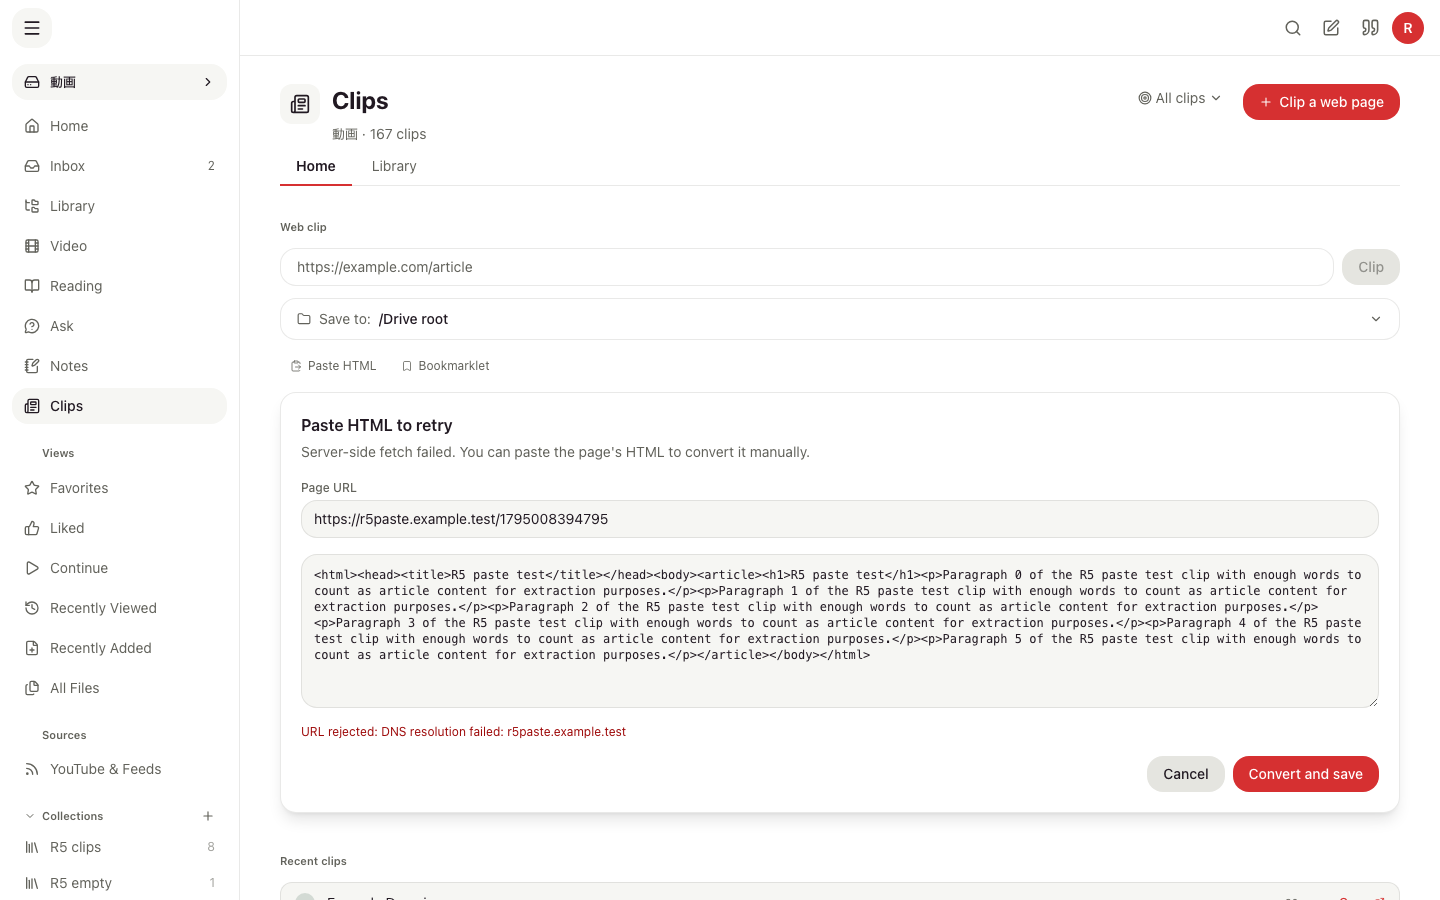 動画
Home
Inbox 2
Library
Video
Reading
Ask
Notes
Clips
Views
Favorites
Liked
Continue
Recently Viewed
Recently Added
All Files
Sources
YouTube & Feeds
Collections
R5 clips 8
R5 empty 1
R
Clips
動画 · 167 clips
All clips
Clip a web page
Home Library
Web clip
https://example.com/article
Clip
Save to: /Drive root
Paste HTML Bookmarklet
Paste HTML to retry
Server-side fetch failed. You can paste the page's HTML to convert it manually.
Page URL
https://r5paste.example.test/1795008394795
<html><head><title>R5 paste test</title></head><body><article><h1>R5 paste test</h1><p>Paragraph 0 of the R5 paste test clip with enough words to
count as article content for extraction purposes.</p><p>Paragraph 1 of the R5 paste test clip with enough words to count as article content for
extraction purposes.</p><p>Paragraph 2 of the R5 paste test clip with enough words to count as article content for extraction purposes.</p>
<p>Paragraph 3 of the R5 paste test clip with enough words to count as article content for extraction purposes.</p><p>Paragraph 4 of the R5 paste
test clip with enough words to count as article content for extraction purposes.</p><p>Paragraph 5 of the R5 paste test clip with enough words to
count as article content for extraction purposes.</p></article></body></html>
URL rejected: DNS resolution failed: r5paste.example.test
Cancel
Convert and save
Recent clips